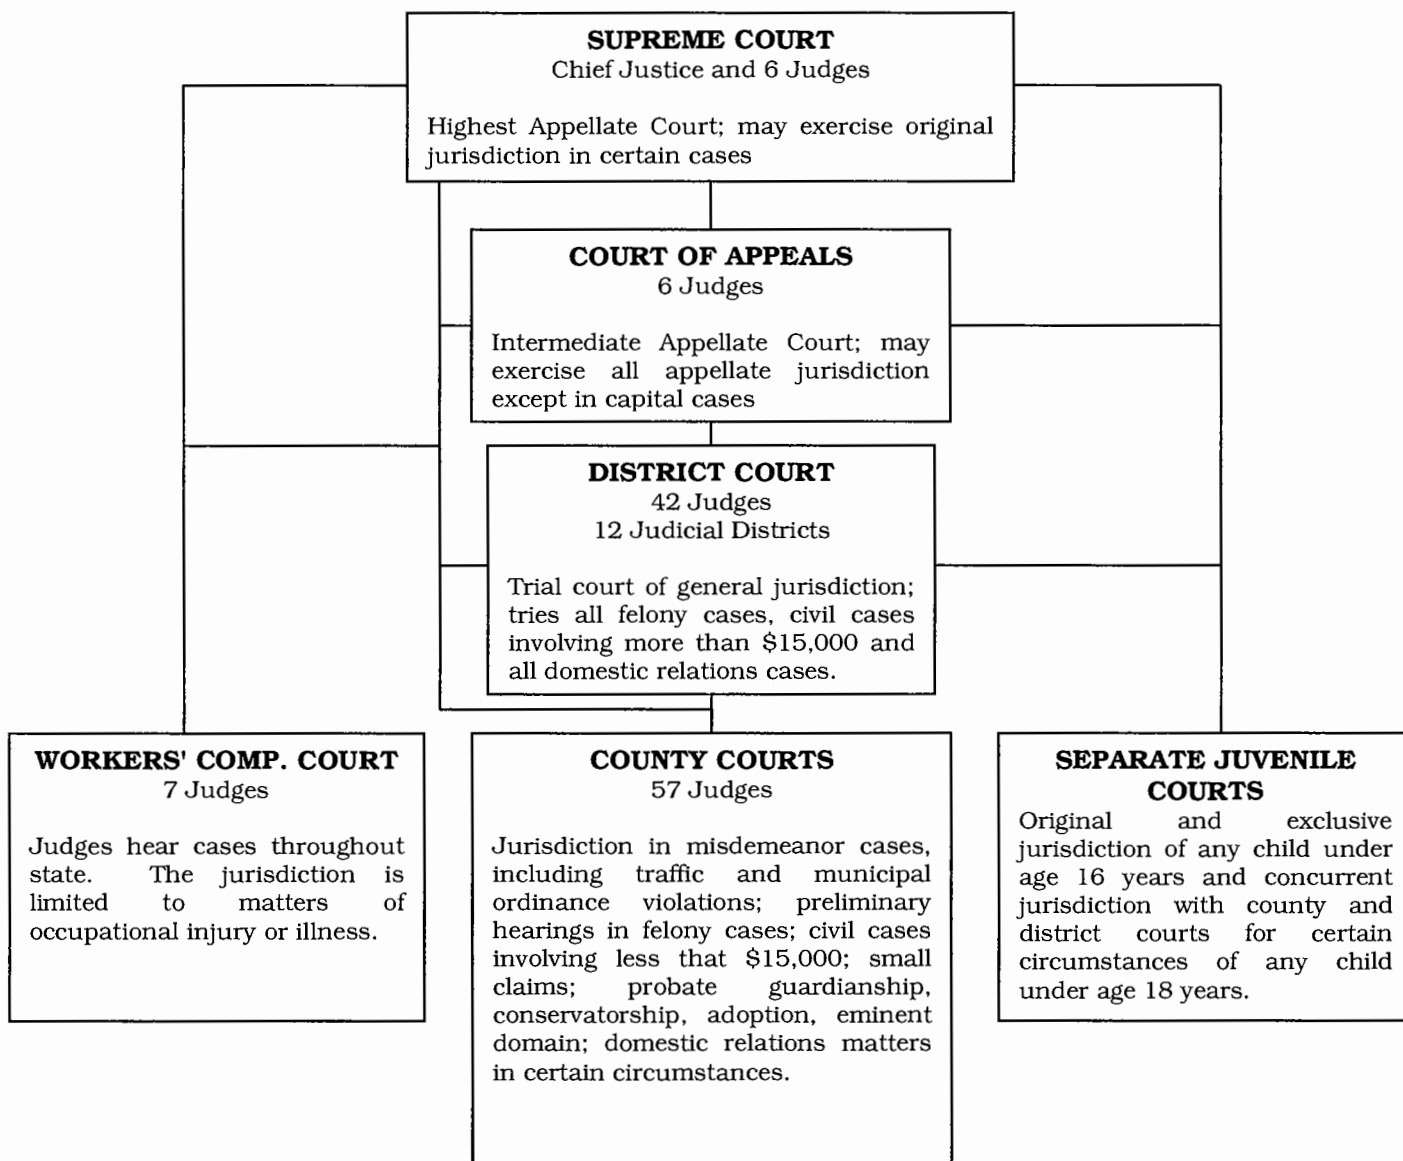 SUPREME COURT
Chief Justice and 6 Judges
Highest Appellate Court; may exercise original
jurisdiction in certain cases
COURT OF APPEALS
6 Judges
Intermediate Appellate Court; may
exercise all appellate jurisdiction
except in capital cases
DISTRICT COURT
42 Judges
12 Judicial Districts
Trial court of general jurisdiction;
tries all felony cases, civil cases
involving more than $15,000 and
all domestic relations cases.
WORKERS' COMP. COURT
7 Judges
Judges hear cases throughout
state. The jurisdiction is
limited to matters of
occupational injury or illness.
COUNTY COURTS
57 Judges
Jurisdiction in misdemeanor cases,
including traffic and municipal
ordinance violations; preliminary
hearings in felony cases; civil cases
involving less that $15,000; small
claims; probate guardianship,
conservatorship, adoption, eminent
domain; domestic relations matters
in certain circumstances.
SEPARATE JUVENILE
COURTS
Original and exclusive
jurisdiction of any child under
age 16 years and concurrent
jurisdiction with county and
district courts for certain
circumstances of any child
under age 18 years.